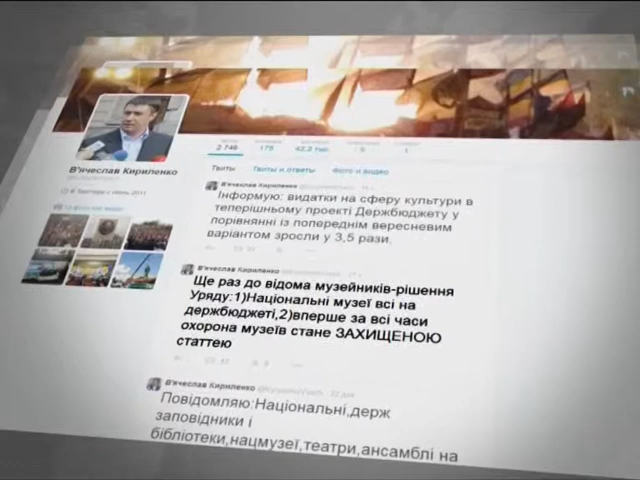 2 746 175 42,2 тыс.
В'ячеслав Кириленко
Твиты Твиты и ответы Фото и видео
В'ячеслав Кириленко
Інформую: видатки на сферу культури в
теперішньому проекті Держбюджету у
порівнянні із попереднім вересневим
варіантом зросли у 3,5 рази.
В'ячеслав Кириленко
Ще раз до відома музейників-рішення
Уряду:1)Національні музеї всі на
держбюджеті,2)вперше за всі часи
охорона музеїв стане ЗАХИЩЕНОЮ
статтею
В'ячеслав Кириленко
Повідомляю:Національні,держ
заповідники і
бібліотеки,нацмузеї,театри,ансамблі на